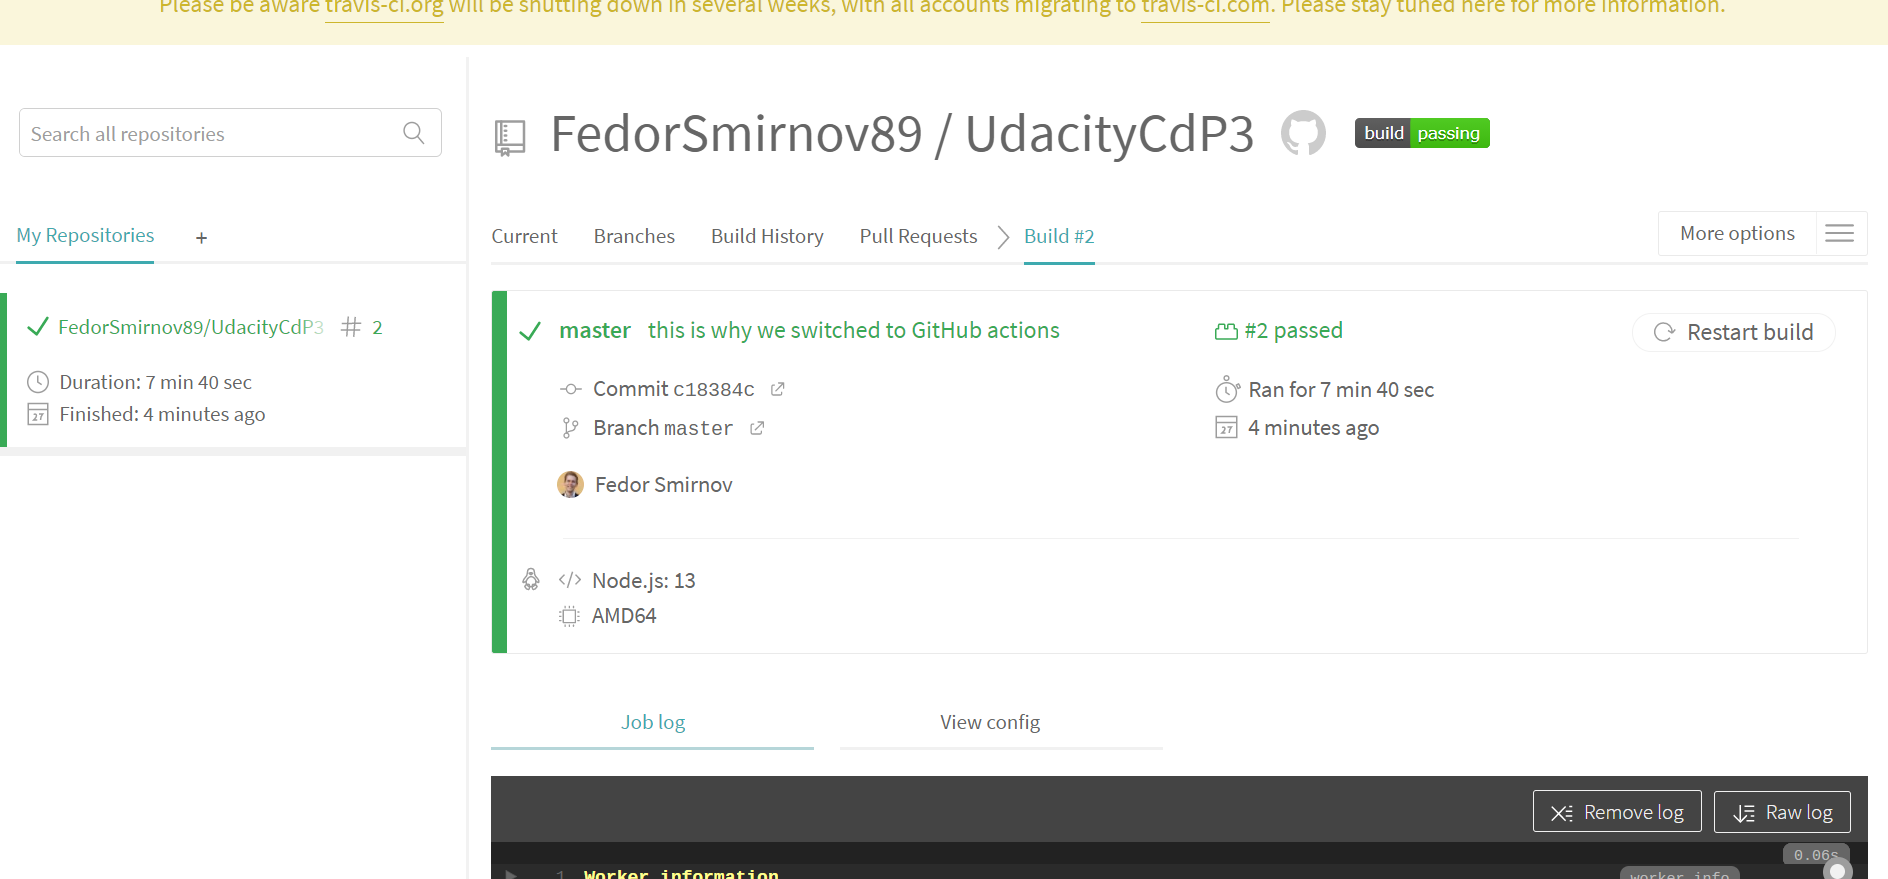 Please be aware travis-ci.org will be shutting down in several weeks, with all accounts migrating to travis-ci.com. Please stay tuned here for more information.
Search all repositories
FedorSmirnov89 / UdacityCdP3 build passing
My Repositories +
Current Branches Build History Pull Requests Build #2 More options
FedorSmirnov89/UdacityCdP3 # 2
Duration: 7 min 40 sec
Finished: 4 minutes ago
master this is why we switched to GitHub actions #2 passed Restart build
Commit c18384c Ran for 7 min 40 sec
Branch master 4 minutes ago
Fedor Smirnov
</> Node.js: 13
AMD64
Job log View config
Remove log Raw log
0.06s
1 Worker information worker_info